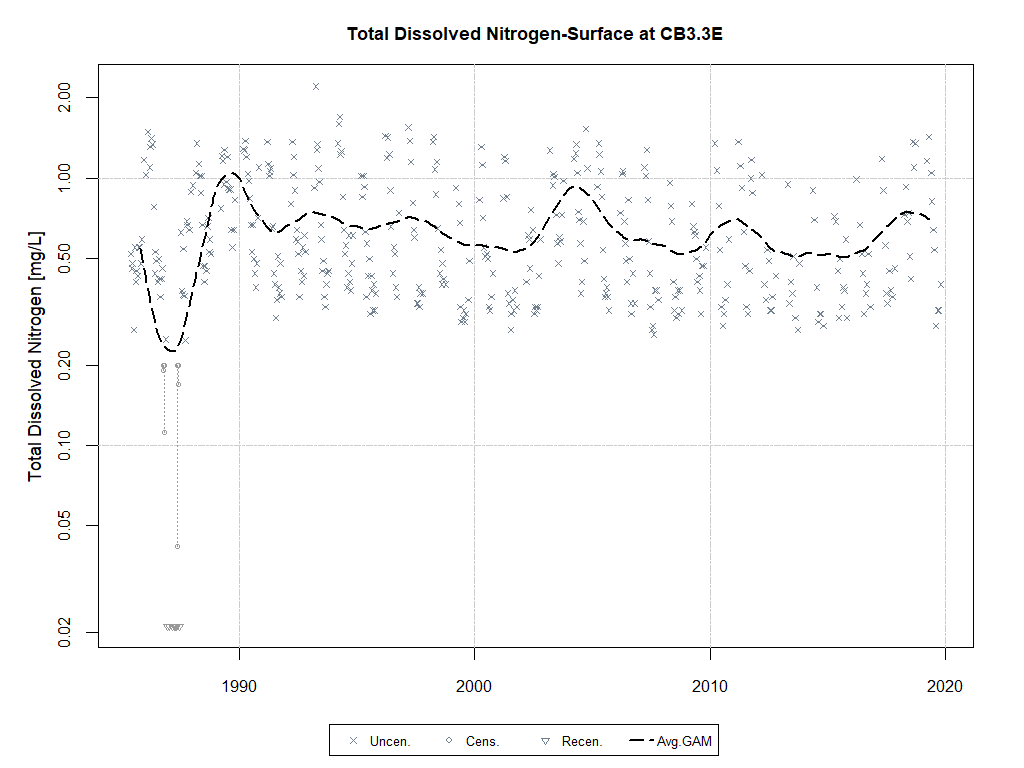 Total Dissolved Nitrogen-Surface at CB3.3E
Total Dissolved Nitrogen [mg/L]
2.00
1.00
0.50
0.20
0.10
0.05
0.02
1990 2000 2010 2020
Uncen. Cens. Recen. Avg.GAM